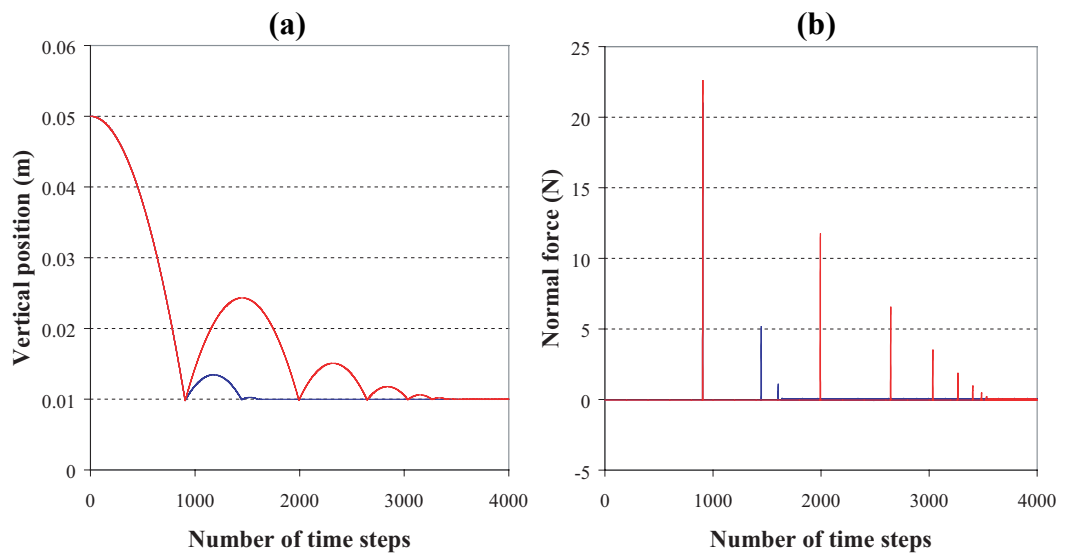 (a)
0.06
0.05
0.04
0.03
0.02
0.01
0
Vertical position (m)
0 1000 2000 3000 4000
Number of time steps
(b)
25
20
15
10
5
0
-5
Normal force (N)
0 1000 2000 3000 4000
Number of time steps